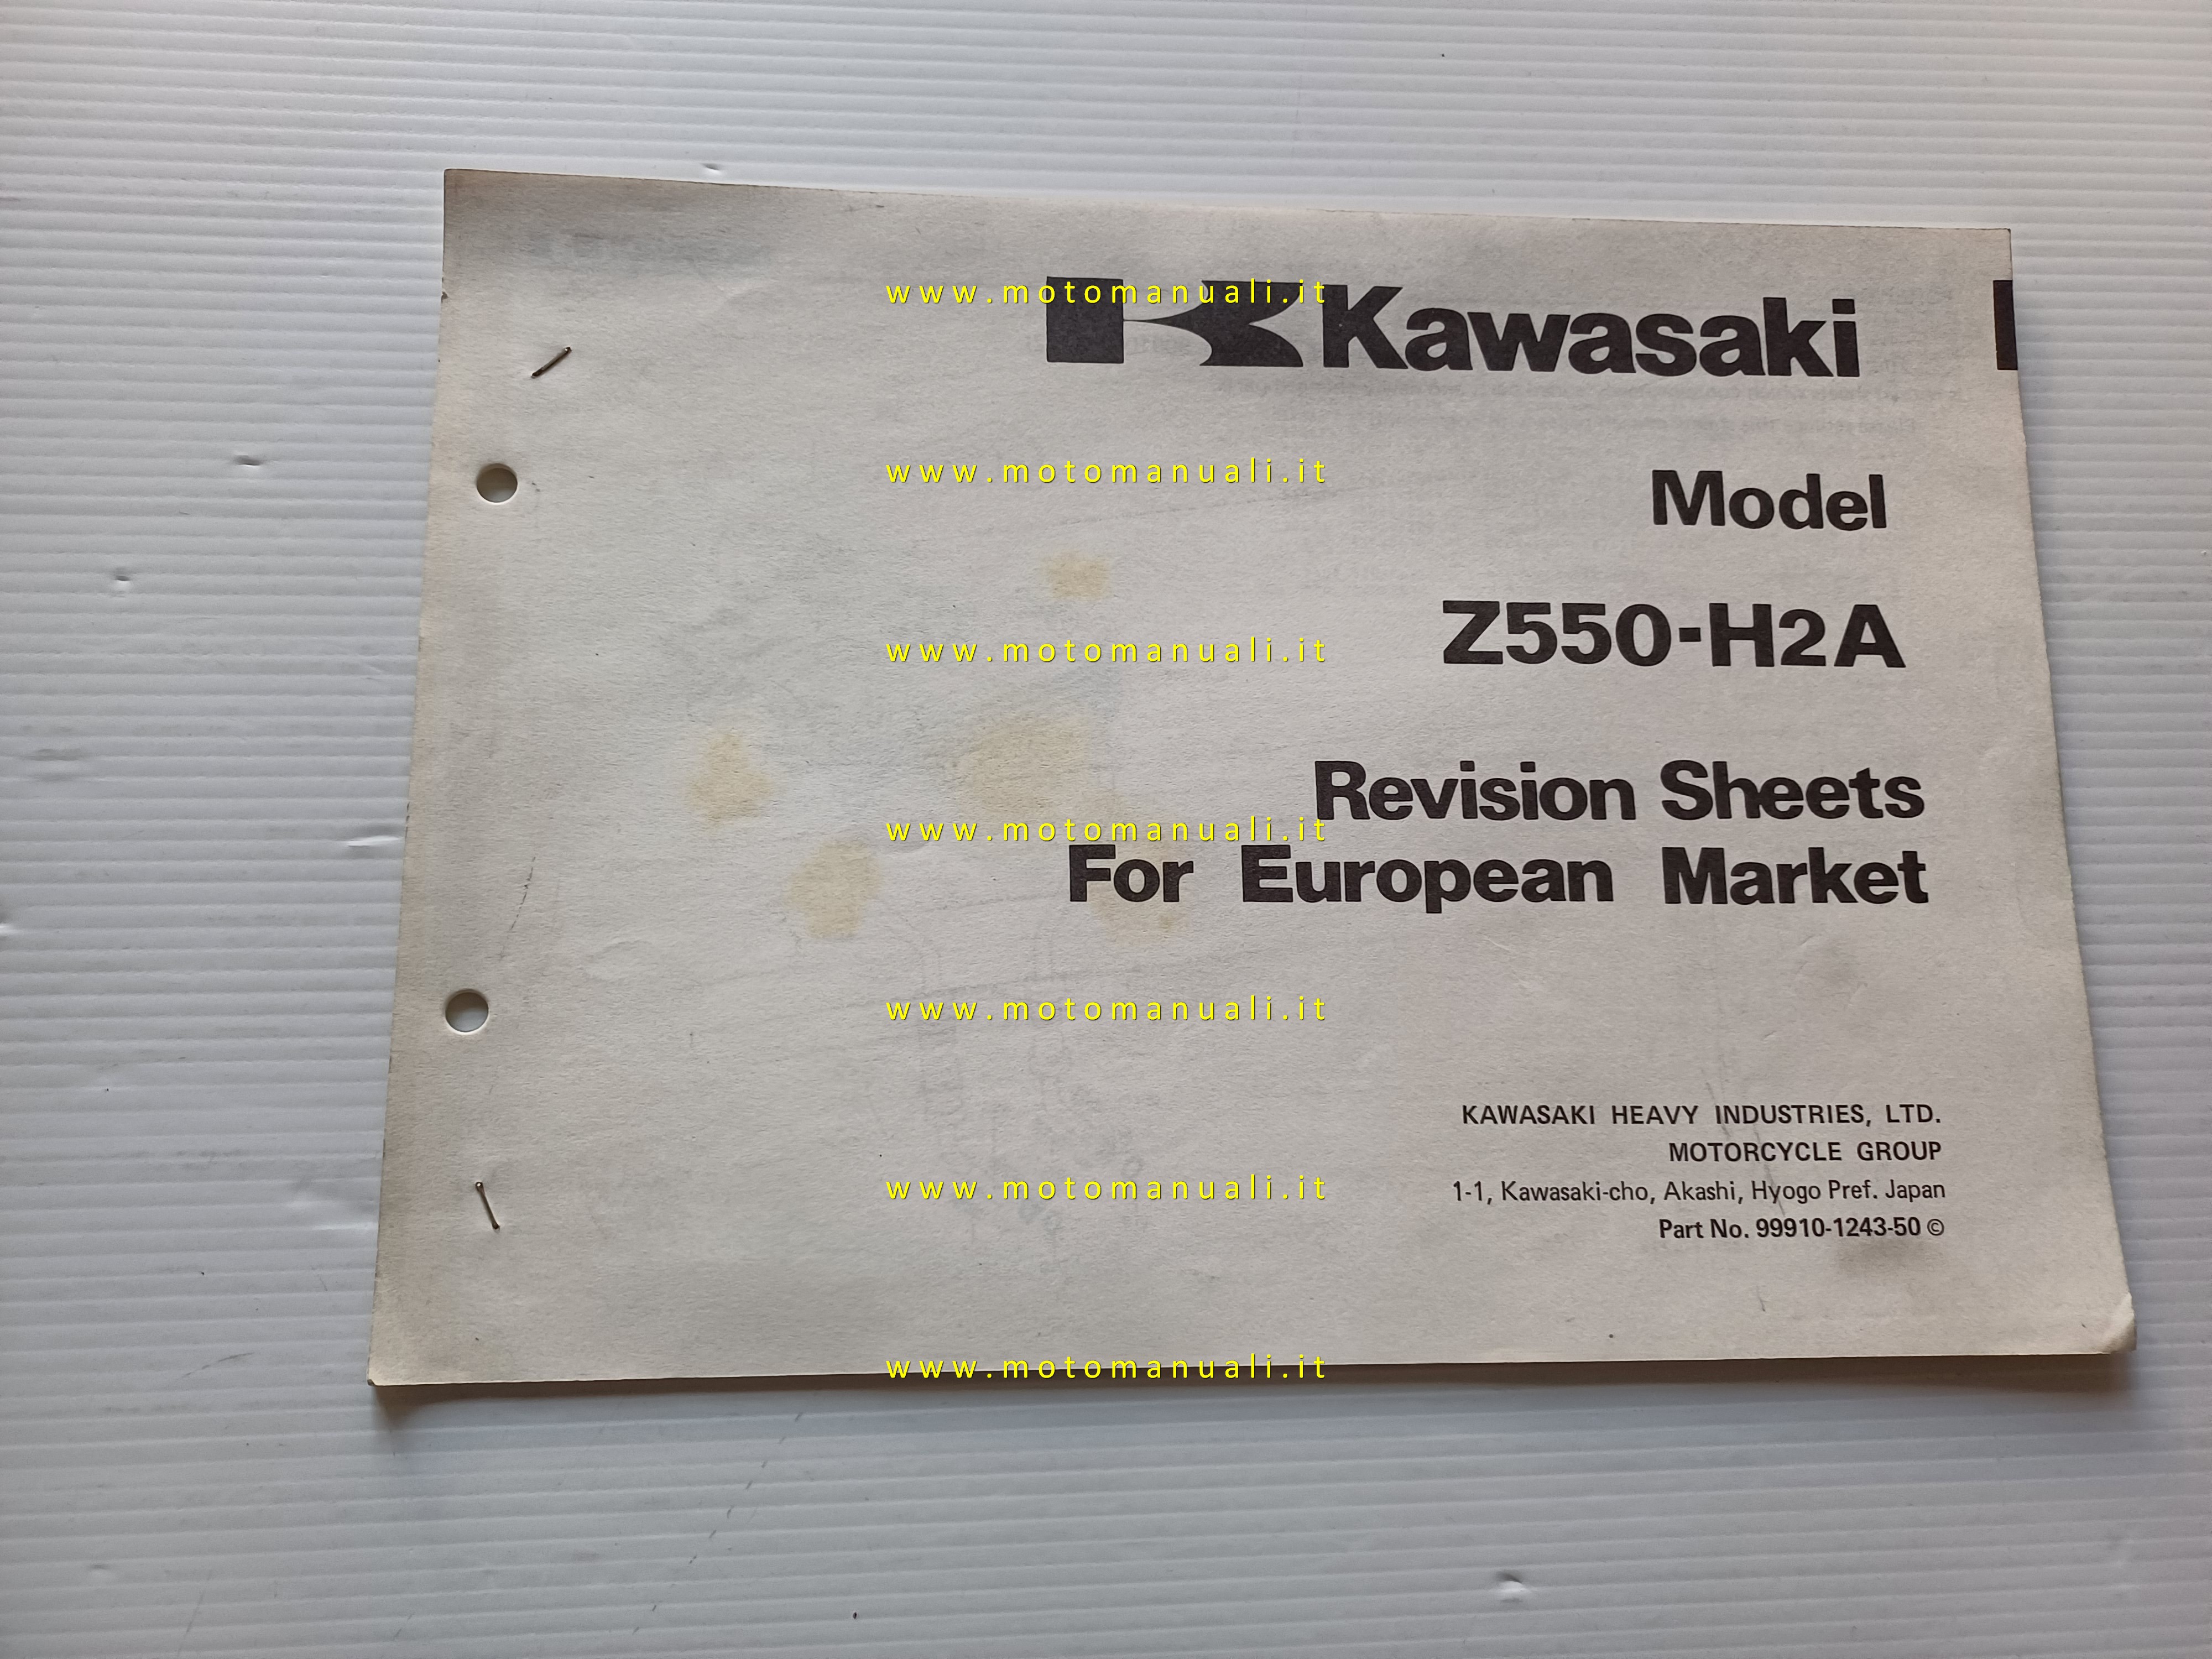 www.motomanuali.it
Kawasaki
www.motomanuali.it
Model
www.motomanuali.it
Z550-H2A
Revision Sheets
www.motomanuali.it
For European Market
www.motomanuali.it
KAWASAKI HEAVY INDUSTRIES, LTD.
MOTORCYCLE GROUP
www.motomanuali.it
1-1, Kawasaki-cho, Akashi, Hyogo Pref. Japan
Part No. 99910-1243-50 ©
www.motomanuali.it